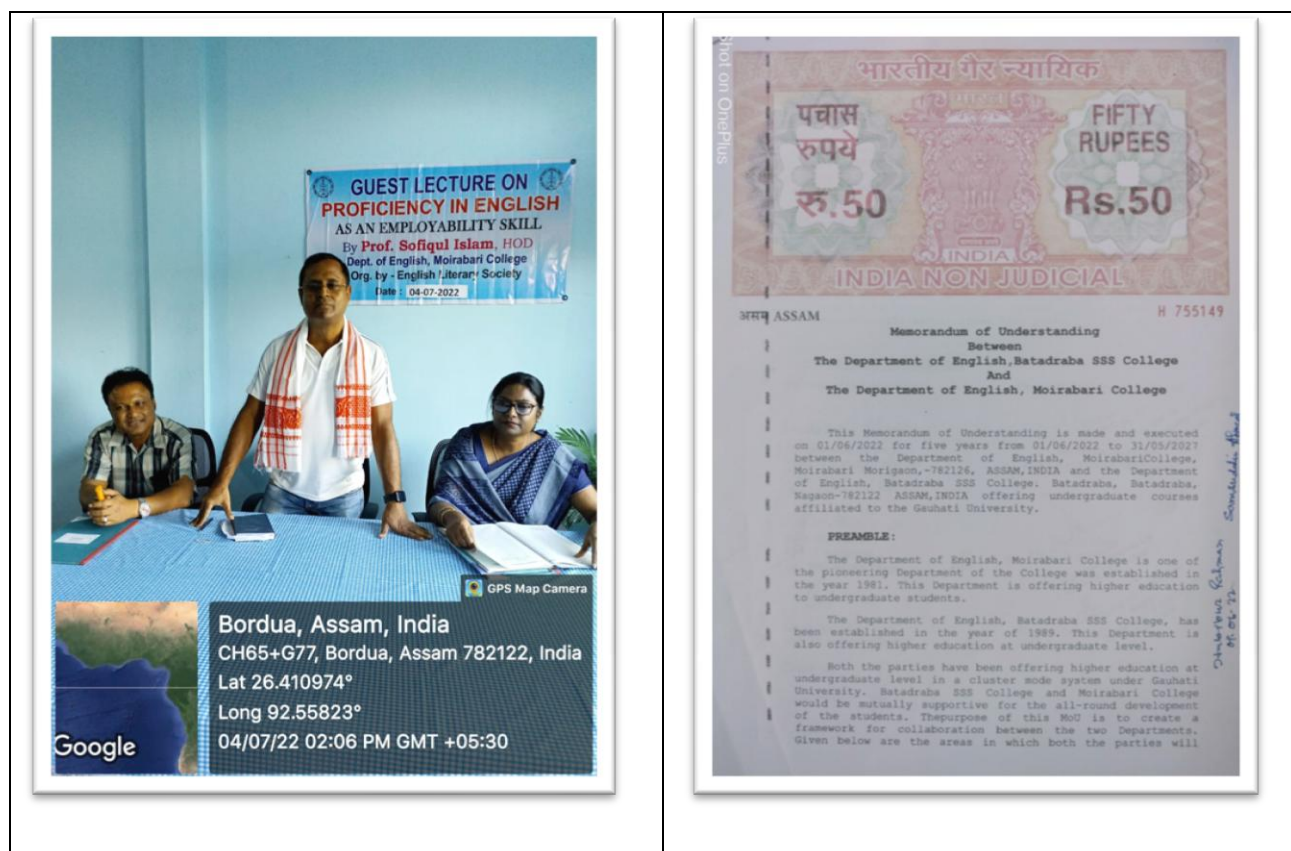 GUEST LECTURE ON
PROFICIENCY IN ENGLISH
AS AN EMPLOYABILITY SKILL
By Prof. Sofiqul Islam, HOD
Dept. of English, Moirabari College
Org. by - English Literary Society
Date : 04-07-2022
GPS Map Camera
Bordua, Assam, India
CH65+G77, Bordua, Assam 782122, India
Lat 26.410974°
Long 92.55823°
04/07/22 02:06 PM GMT +05:30
Google
Shot on OnePlus
भारतीय गैर न्यायिक
भारत
पचास
रुपये
रु.50
FIFTY
RUPEES
Rs.50
INDIA
INDIA NON JUDICIAL
असम ASSAM
H 755149
Memorandum of Understanding
Between
The Department of English,Batadraba SSS College
And
The Department of English, Moirabari College
This Memorandum of Understanding is made and executed
on 01/06/2022 for five years from 01/06/2022 to 31/05/2027
between the Department of English, MoirabariCollege,
Moirabari Morigaon,-782126, ASSAM,INDIA and the Department
of English, Batadraba SSS College. Batadraba, Batadraba,
Nagaon-782122 ASSAM,INDIA offering undergraduate courses
affiliated to the Gauhati University.
PREAMBLE:
The Department of English, Moirabari College is one of
the pioneering Department of the College was established in
the year 1981. This Department is offering higher education
to undergraduate students.
The Department of English, Batadraba SSS College, has
been established in the year of 1989. This Department is
also offering higher education at undergraduate level.
Both the parties have been offering higher education at
undergraduate level in a cluster mode system under Gauhati
University. Batadraba SSS College and Moirabari College
would be mutually supportive for the all-round development
of the students. Thepurpose of this MoU is to create a
framework for collaboration between the two Departments.
Given below are the areas in which both the parties will
Rahman